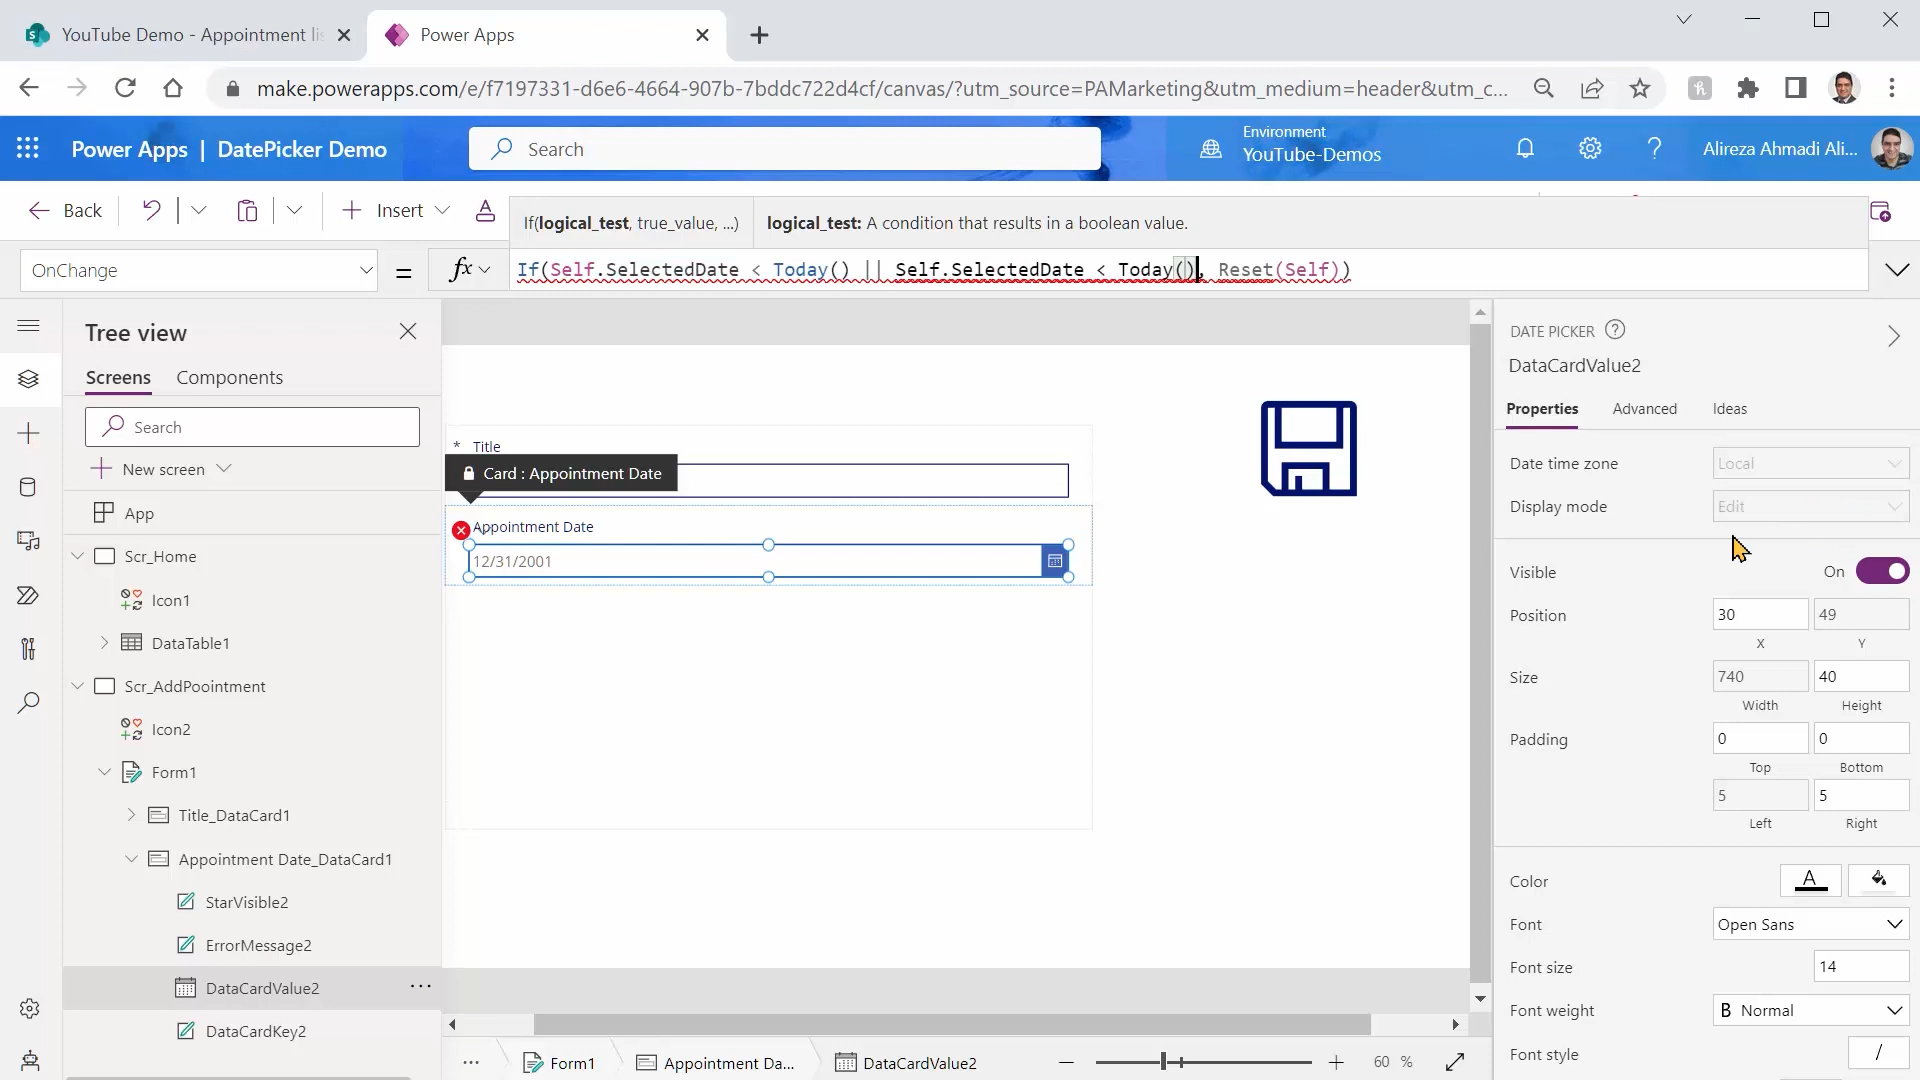 YouTube Demo - Appointment li
Power Apps
make.powerapps.com/e/f7197331-d6e6-4664-907b-7bddc722d4cf/canvas/?utm_source=PAMarketing&utm_medium=header&utm_c...
Power Apps | DatePicker Demo
Search
Environment
YouTube-Demos
Alireza Ahmadi Ali...
Back
Insert
If(logical_test, true_value, ...)
logical_test: A condition that results in a boolean value.
OnChange
=
fx
If(Self.SelectedDate < Today() || Self.SelectedDate < Today(), Reset(Self))
Tree view
Screens
Components
Search
New screen
App
Scr_Home
Icon1
DataTable1
Scr_AddPoointment
Icon2
Form1
Title_DataCard1
Appointment Date_DataCard1
StarVisible2
ErrorMessage2
DataCardValue2
...
DataCardKey2
* Title
Card : Appointment Date
Appointment Date
12/31/2001
DATE PICKER
DataCardValue2
Properties
Advanced
Ideas
Date time zone
Local
Display mode
Edit
Visible
On
Position
30
49
X
Y
Size
740
40
Width
Height
Padding
0
0
Top
Bottom
5
5
Left
Right
Color
A
Font
Open Sans
Font size
14
Font weight
B Normal
Font style
/
...
Form1
Appointment Da...
DataCardValue2
60 %